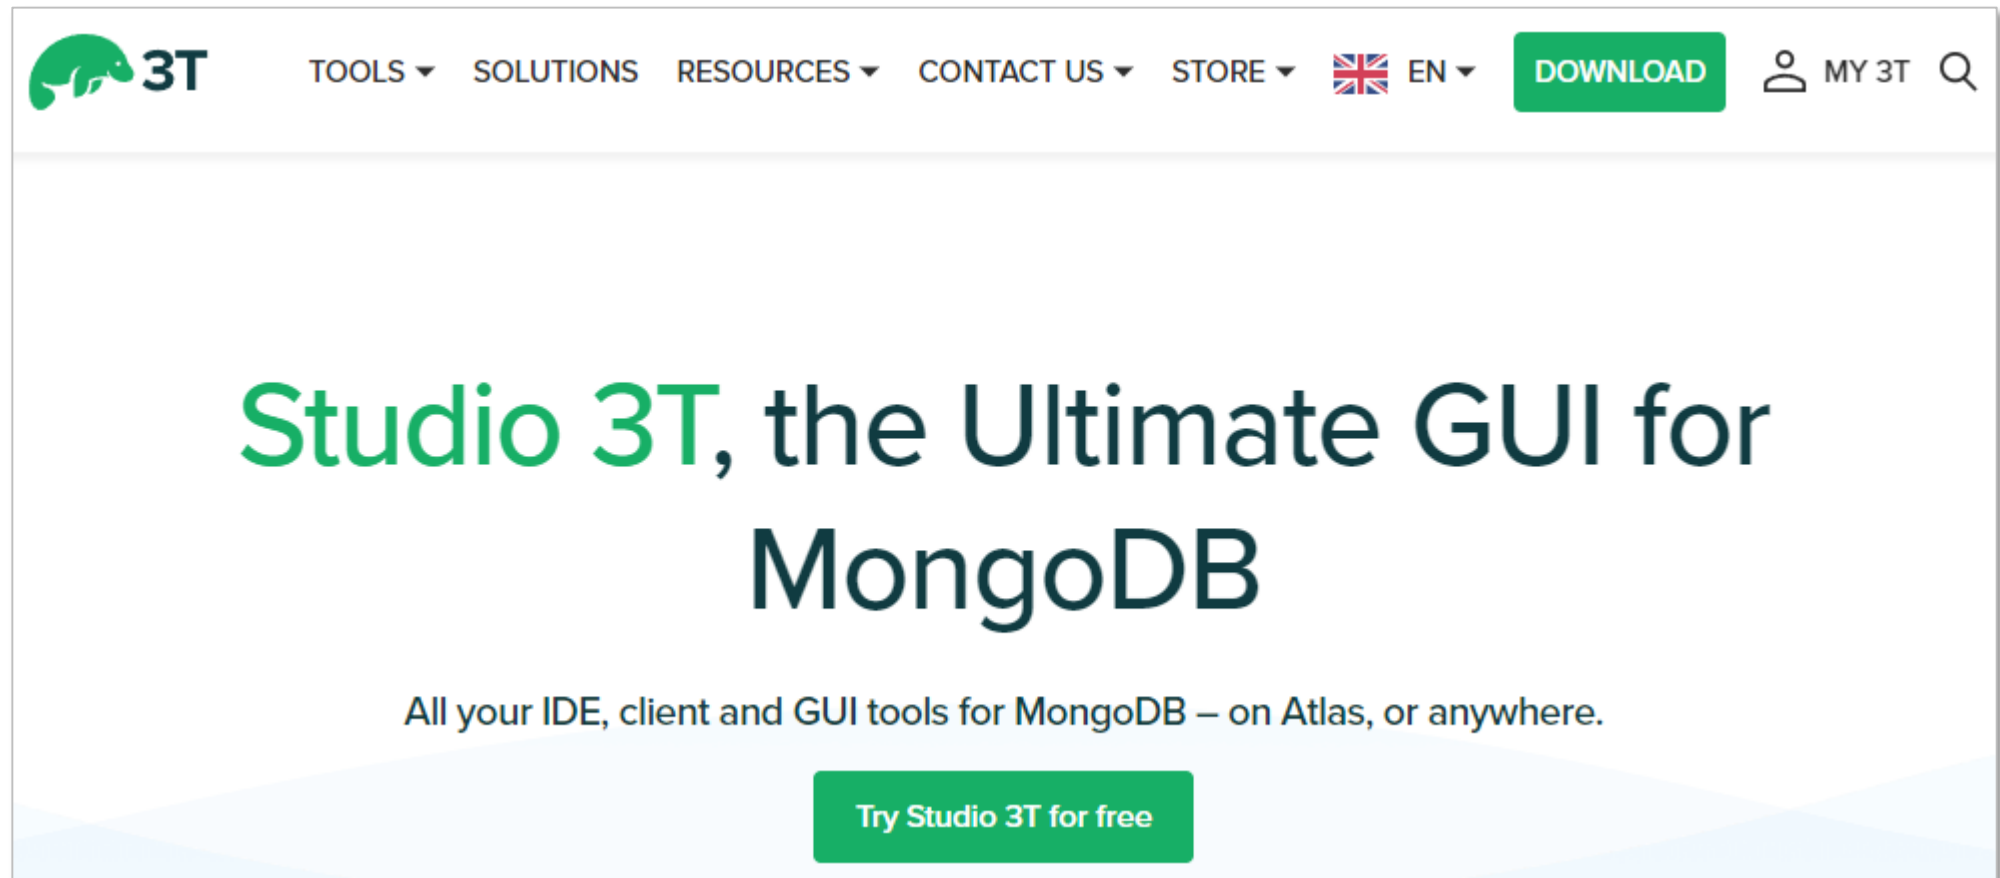 3T TOOLS SOLUTIONS RESOURCES CONTACT US STORE EN DOWNLOAD MY 3T
Studio 3T, the Ultimate GUI for
MongoDB
All your IDE, client and GUI tools for MongoDB – on Atlas, or anywhere.
Try Studio 3T for free